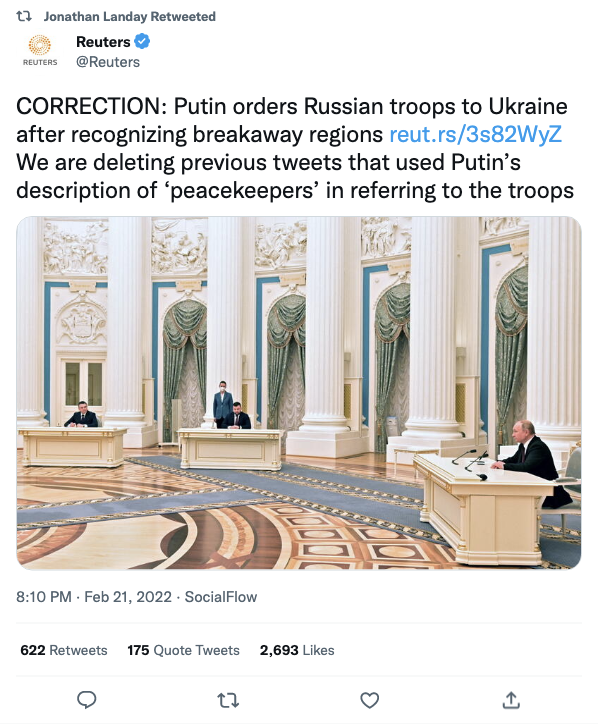 Jonathan Landay Retweeted
Reuters
REUTERS
@Reuters
CORRECTION: Putin orders Russian troops to Ukraine
after recognizing breakaway regions reut.rs/3s82WyZ
We are deleting previous tweets that used Putin’s
description of ‘peacekeepers’ in referring to the troops
8:10 PM · Feb 21, 2022 · SocialFlow
622 Retweets 175 Quote Tweets 2,693 Likes